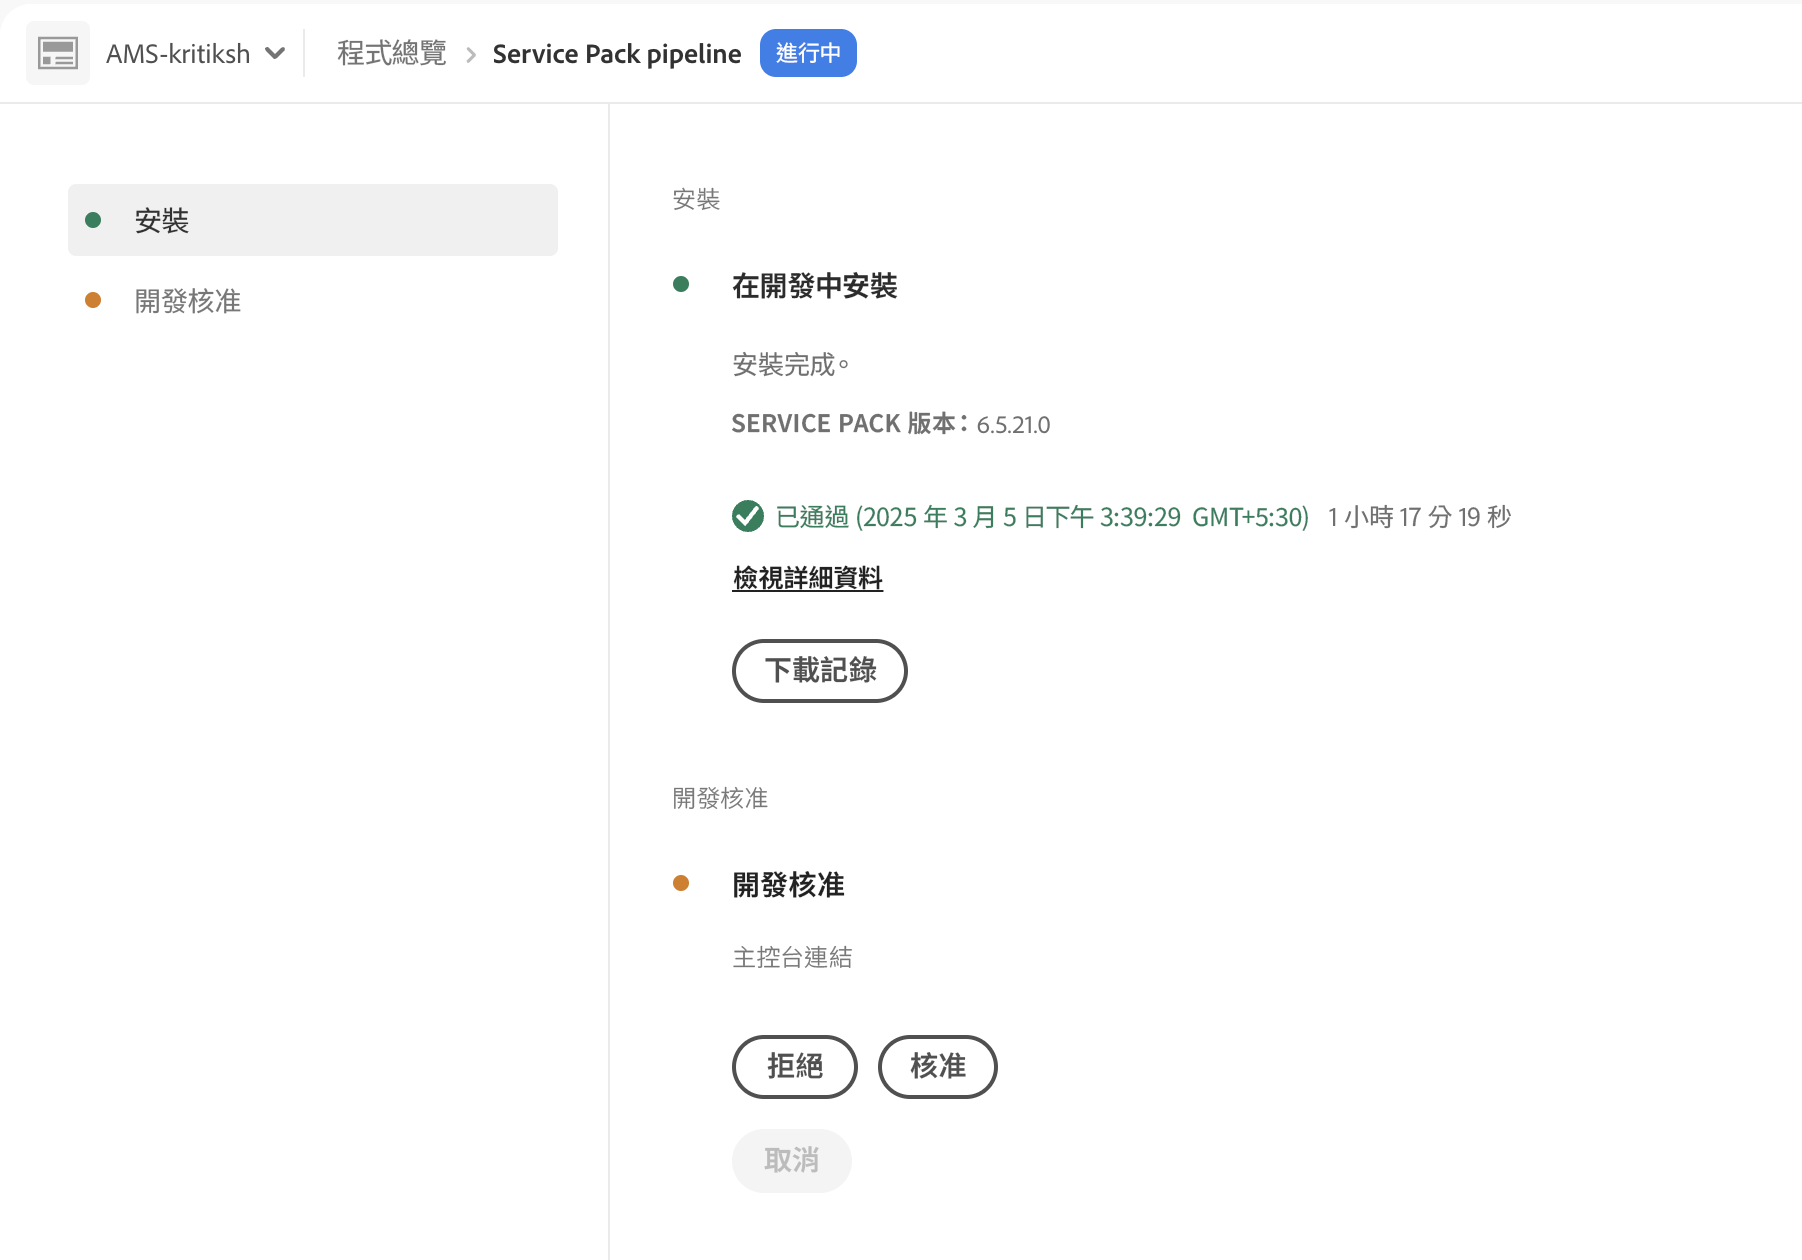 AMS-kritiksh 程式總覽 Service Pack pipeline 進行中
安裝
開發核准
安裝
在開發中安裝
安裝完成。
SERVICE PACK 版本：6.5.21.0
已通過 (2025 年 3 月 5 日下午 3:39:29 GMT+5:30) 1 小時 17 分 19 秒
檢視詳細資料
下載記錄
開發核准
開發核准
主控台連結
拒絕 核准
取消